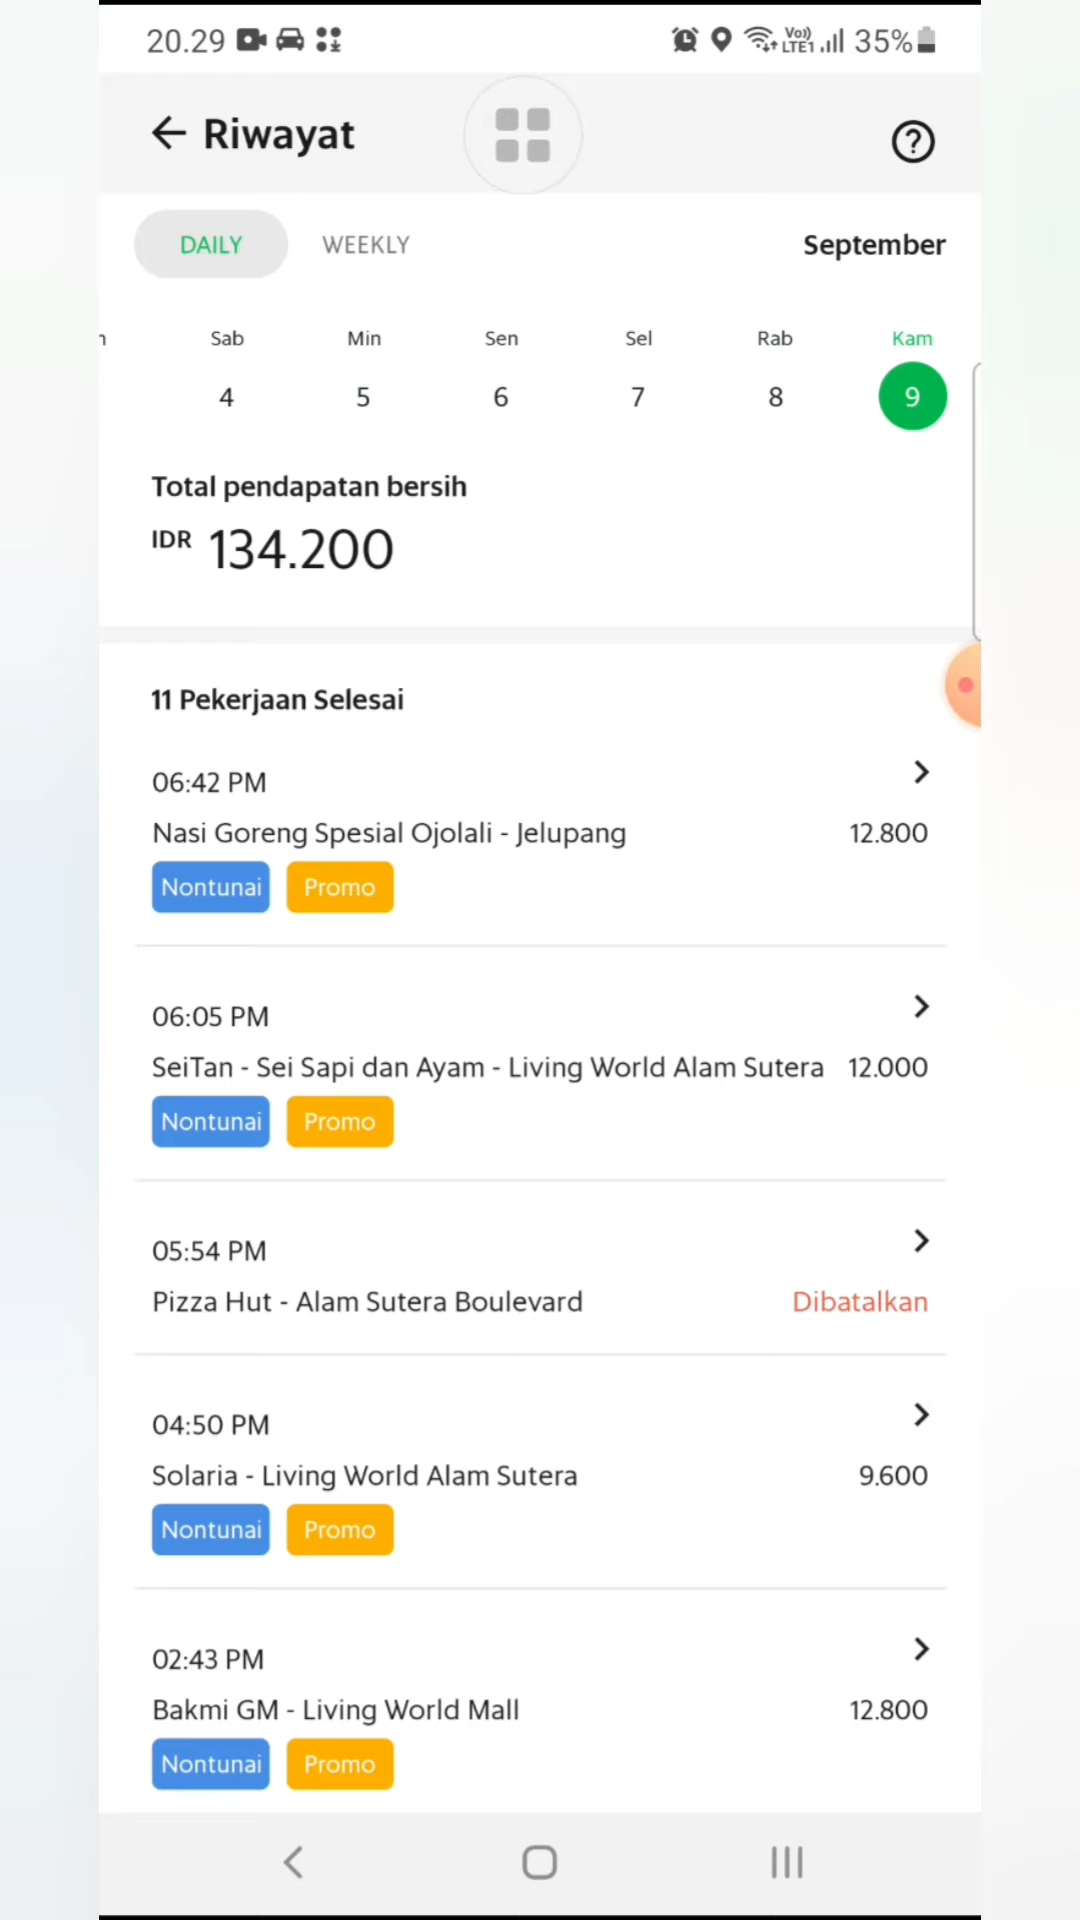 20.29 Vo)) LTE1 35%
Riwayat
DAILY WEEKLY September
Sab Min Sen Sel Rab Kam
4 5 6 7 8 9
Total pendapatan bersih
IDR 134.200
11 Pekerjaan Selesai
06:42 PM
Nasi Goreng Spesial Ojolali - Jelupang 12.800
Nontunai Promo
06:05 PM
SeiTan - Sei Sapi dan Ayam - Living World Alam Sutera 12.000
Nontunai Promo
05:54 PM
Pizza Hut - Alam Sutera Boulevard Dibatalkan
04:50 PM
Solaria - Living World Alam Sutera 9.600
Nontunai Promo
02:43 PM
Bakmi GM - Living World Mall 12.800
Nontunai Promo